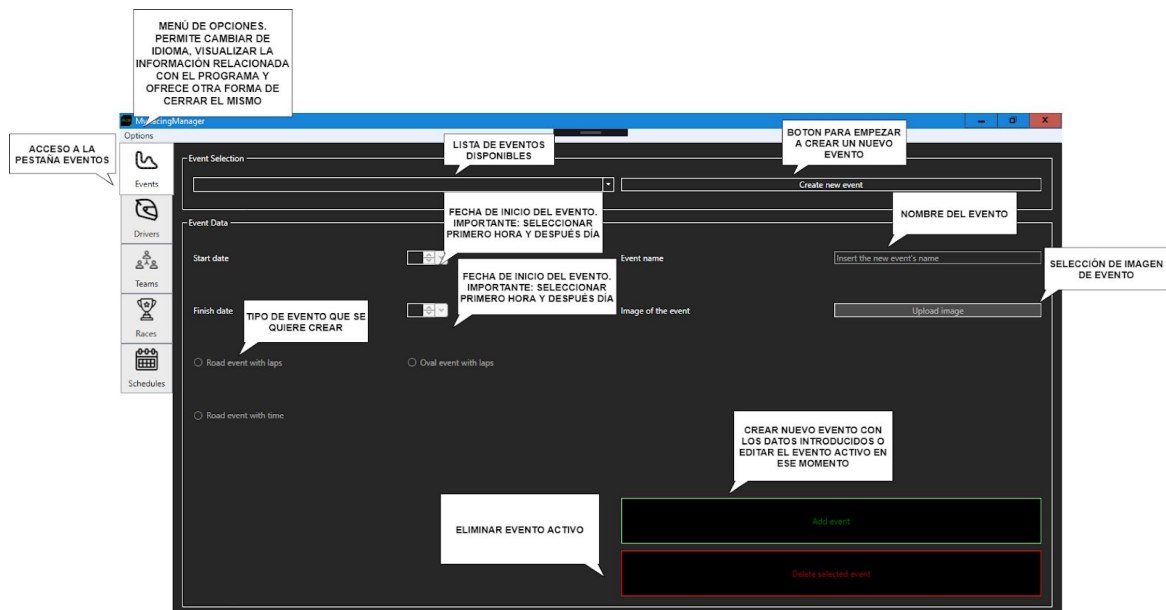 MENÚ DE OPCIONES.
PERMITE CAMBIAR DE
IDIOMA, VISUALIZAR LA
INFORMACIÓN RELACIONADA
CON EL PROGRAMA Y
OFRECE OTRA FORMA DE
CERRAR EL MISMO
MyRacingManager
Options
ACCESO A LA
PESTAÑA EVENTOS
LISTA DE EVENTOS
DISPONIBLES
BOTON PARA EMPEZAR
A CREAR UN NUEVO
EVENTO
Events
Event Selection
Create new event
Drivers
Event Data
FECHA DE INICIO DEL EVENTO.
IMPORTANTE: SELECCIONAR
PRIMERO HORA Y DESPUÉS DÍA
NOMBRE DEL EVENTO
Start date
Event name
Insert the new event's name
SELECCIÓN DE IMAGEN
DE EVENTO
Teams
FECHA DE INICIO DEL EVENTO.
IMPORTANTE: SELECCIONAR
PRIMERO HORA Y DESPUÉS DÍA
Finish date
Image of the event
Upload image
TIPO DE EVENTO QUE SE
QUIERE CREAR
Races
Road event with laps
Oval event with laps
Schedules
Road event with time
CREAR NUEVO EVENTO CON
LOS DATOS INTRODUCIDOS O
EDITAR EL EVENTO ACTIVO EN
ESE MOMENTO
ELIMINAR EVENTO ACTIVO
Add event
Delete selected event